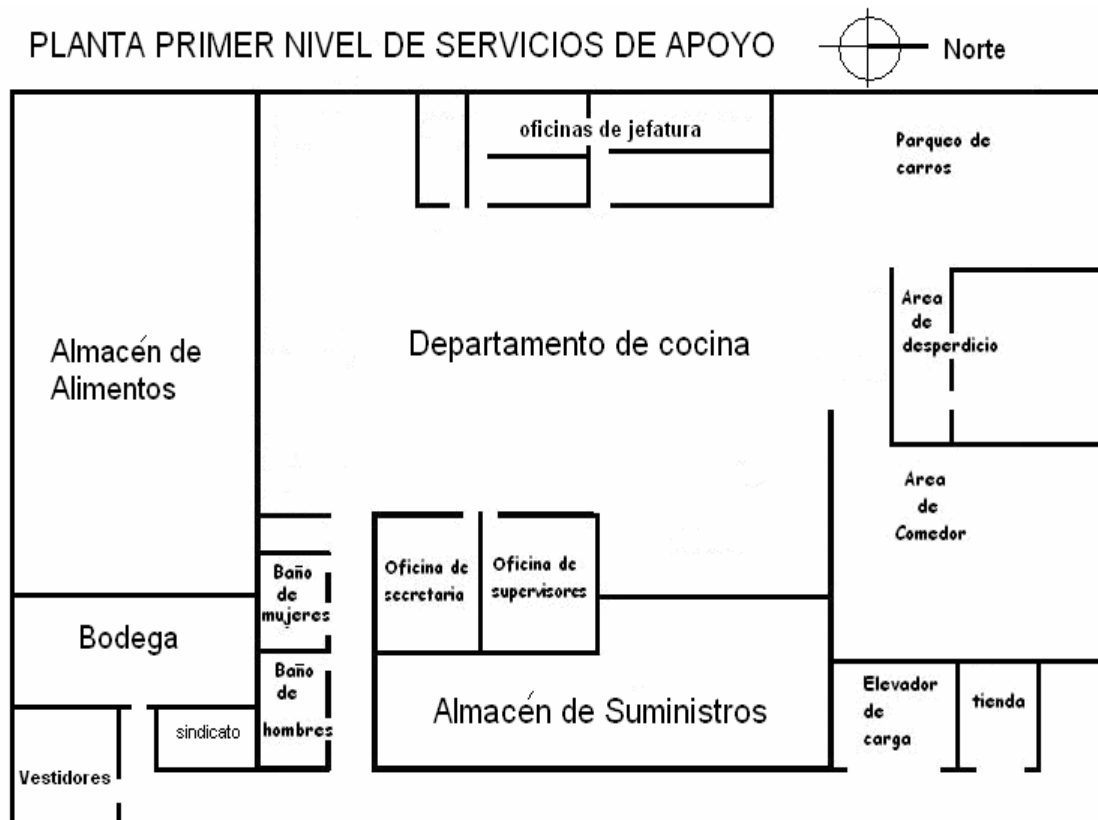 PLANTA PRIMER NIVEL DE SERVICIOS DE APOYO
Norte
oficinas de jefatura
Parqueo de
carros
Almacén de
Alimentos
Departamento de cocina
Area
de
desperdicio
Area
de
Comedor
Baño
de
mujeres
Oficina de
secretaria
Oficina de
supervisores
Bodega
Baño
de
hombres
Almacén de Suministros
Elevador
de
carga
tienda
sindicato
Vestidores